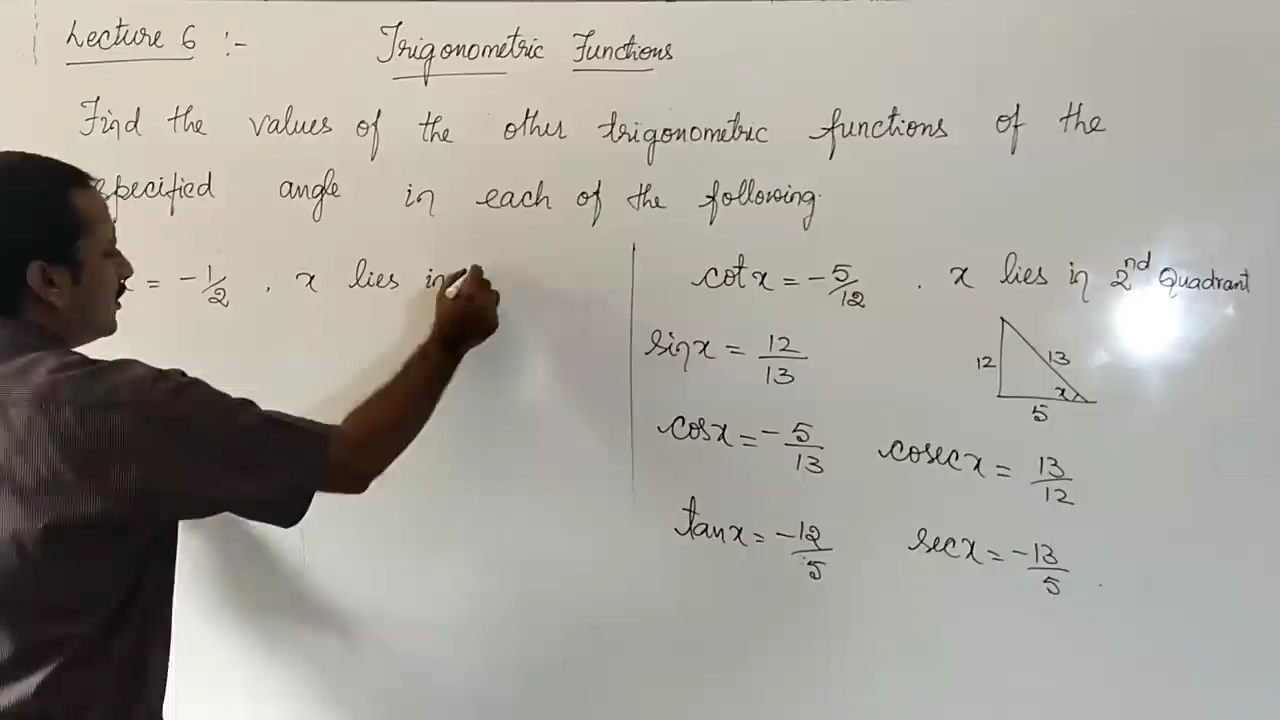 Lecture 6 :- Trigonometric Functions
Find the values of the other trigonometric functions of the
specified angle in each of the following.
x = -1/2 , x lies in
cot x = -5/12 , x lies in 2nd Quadrant
sin x = 12/13
12 13 x 5
cos x = -5/13 cosec x = 13/12
tan x = -12/5 sec x = -13/5